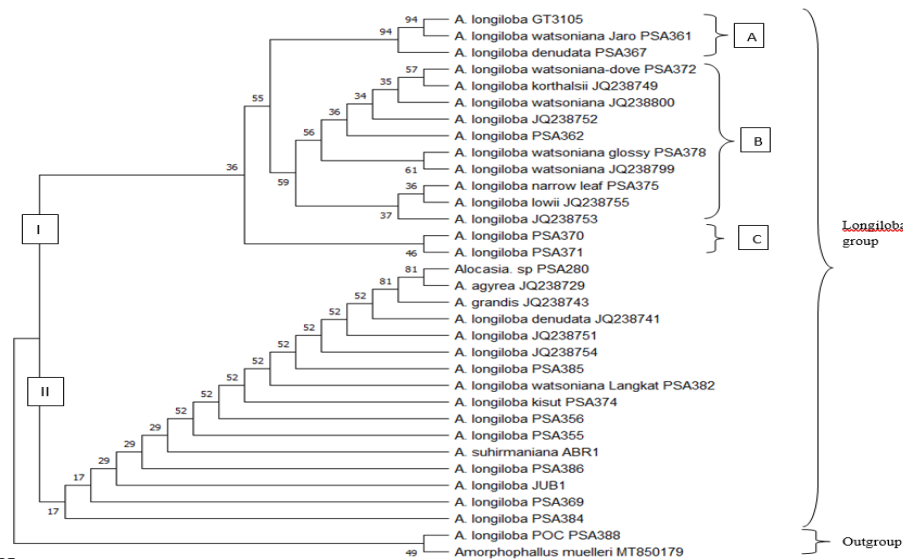 94 A. longiloba GT3105
94 A. longiloba watsoniana Jaro PSA361
A. longiloba denudata PSA367
A
57 A. longiloba watsoniana-dove PSA372
35 A. longiloba korthalsii JQ238749
34 A. longiloba watsoniana JQ238800
36 A. longiloba JQ238752
56 A. longiloba PSA362
A. longiloba watsoniana glossy PSA378
61 A. longiloba watsoniana JQ238799
36 A. longiloba narrow leaf PSA375
A. longiloba lowii JQ238755
37 A. longiloba JQ238753
B
55
59
36
A. longiloba PSA370
46 A. longiloba PSA371
C
I
81 Alocasia. sp PSA280
81 A. agyrea JQ238729
52 A. grandis JQ238743
52 A. longiloba denudata JQ238741
52 A. longiloba JQ238751
52 A. longiloba JQ238754
52 A. longiloba PSA385
52 A. longiloba watsoniana Langkat PSA382
52 A. longiloba kisut PSA374
52 A. longiloba PSA356
29 A. longiloba PSA355
29 A. suhirmaniana ABR1
29 A. longiloba PSA386
17 A. longiloba JUB1
A. longiloba PSA369
17 A. longiloba PSA384
II
Longiloba
group
A. longiloba POC PSA388
49 Amorphophallus muelleri MT850179
Outgroup